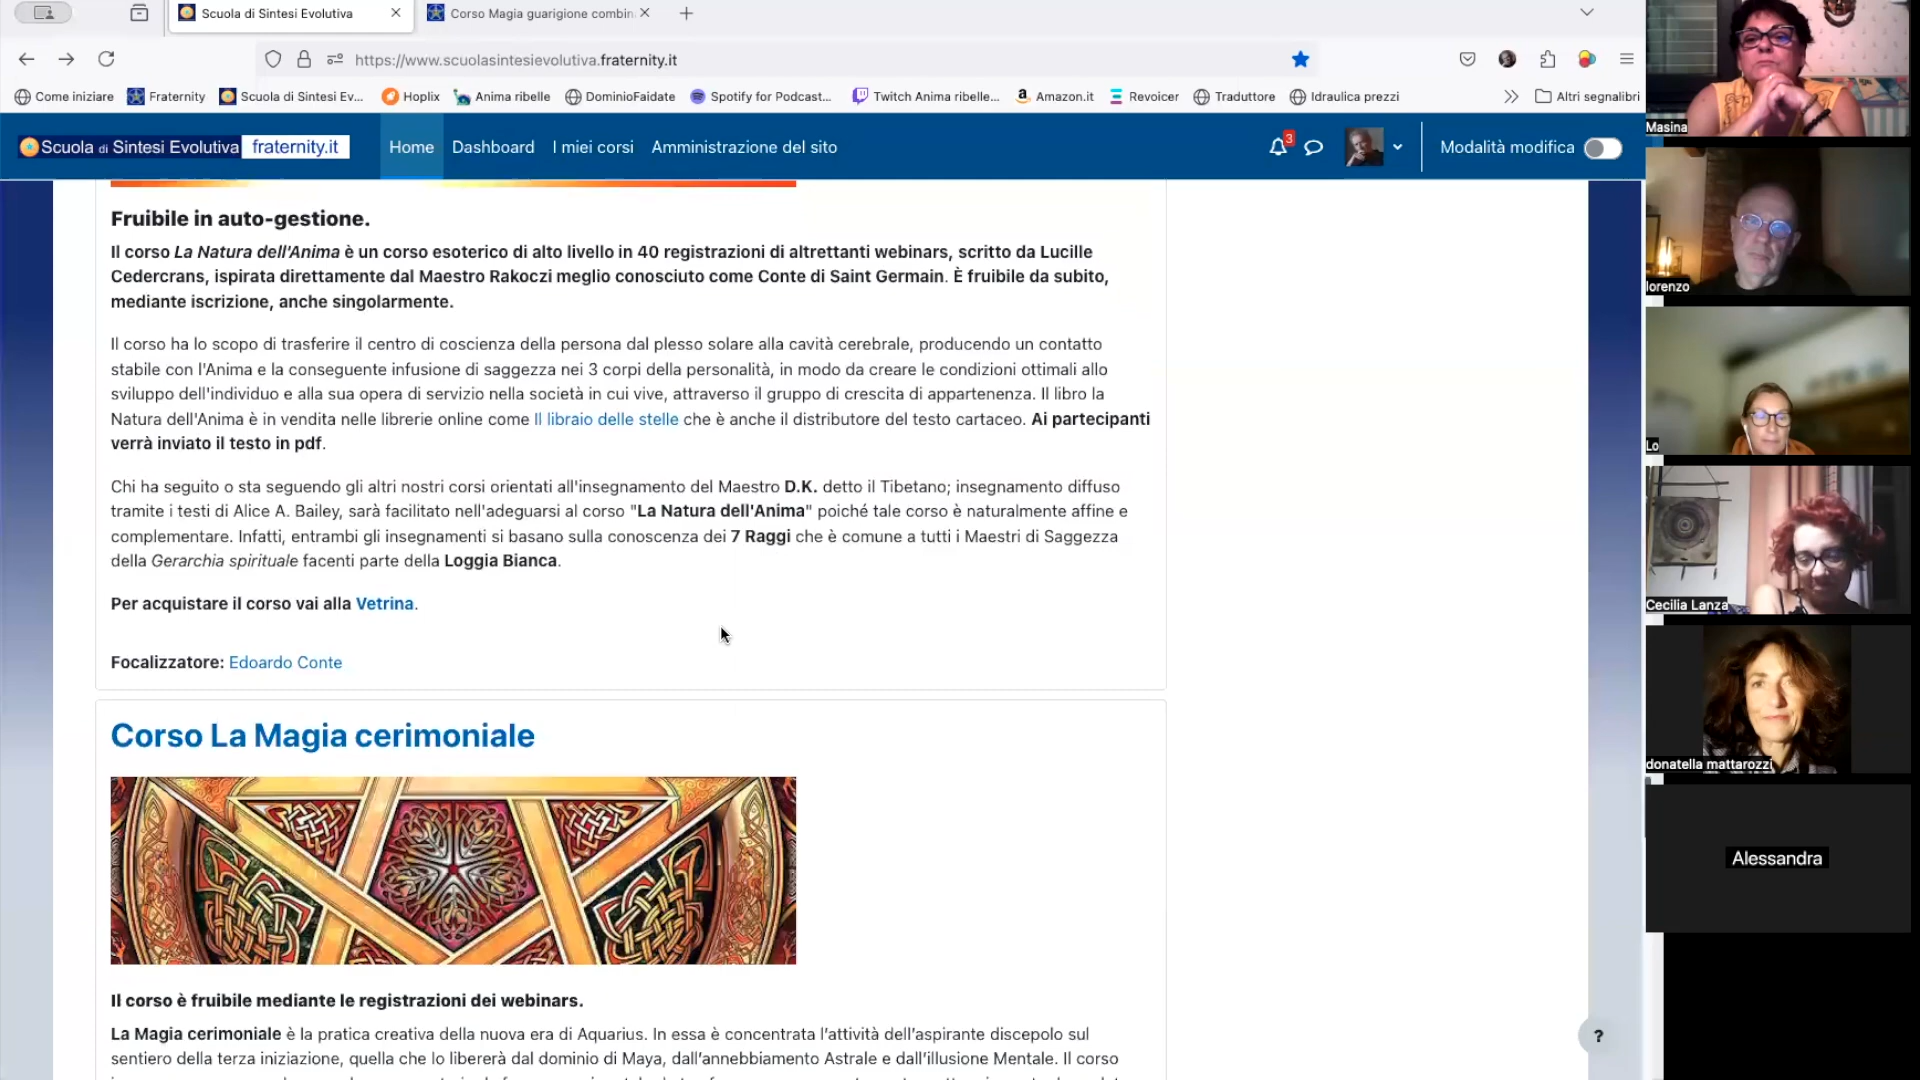 Scuola di Sintesi Evolutiva
Corso Magia guarigione combin
https://www.scuolasintesievolutiva.fraternity.it
Come iniziare
Fraternity
Scuola di Sintesi Ev...
Hoplix
Anima ribelle
DominioFaidate
Spotify for Podcast...
Twitch Anima ribelle...
Amazon.it
Revoicer
Traduttore
Idraulica prezzi
Altri segnalibri
Scuola di Sintesi Evolutiva fraternity.it
Home
Dashboard
I miei corsi
Amministrazione del sito
3
Modalità modifica
Fruibile in auto-gestione.
Il corso La Natura dell'Anima è un corso esoterico di alto livello in 40 registrazioni di altrettanti webinars, scritto da Lucille
Cedercrans, ispirata direttamente dal Maestro Rakoczi meglio conosciuto come Conte di Saint Germain. È fruibile da subito,
mediante iscrizione, anche singolarmente.
Il corso ha lo scopo di trasferire il centro di coscienza della persona dal plesso solare alla cavità cerebrale, producendo un contatto
stabile con l'Anima e la conseguente infusione di saggezza nei 3 corpi della personalità, in modo da creare le condizioni ottimali allo
sviluppo dell'individuo e alla sua opera di servizio nella società in cui vive, attraverso il gruppo di crescita di appartenenza. Il libro la
Natura dell'Anima è in vendita nelle librerie online come Il libraio delle stelle che è anche il distributore del testo cartaceo. Ai partecipanti
verrà inviato il testo in pdf.
Chi ha seguito o sta seguendo gli altri nostri corsi orientati all'insegnamento del Maestro D.K. detto il Tibetano; insegnamento diffuso
tramite i testi di Alice A. Bailey, sarà facilitato nell'adeguarsi al corso "La Natura dell'Anima" poiché tale corso è naturalmente affine e
complementare. Infatti, entrambi gli insegnamenti si basano sulla conoscenza dei 7 Raggi che è comune a tutti i Maestri di Saggezza
della Gerarchia spirituale facenti parte della Loggia Bianca.
Per acquistare il corso vai alla Vetrina.
Focalizzatore: Edoardo Conte
Corso La Magia cerimoniale
Il corso è fruibile mediante le registrazioni dei webinars.
La Magia cerimoniale è la pratica creativa della nuova era di Aquarius. In essa è concentrata l'attività dell'aspirante discepolo sul
sentiero della terza iniziazione, quella che lo libererà dal dominio di Maya, dall'annebbiamento Astrale e dall'illusione Mentale. Il corso
?
Masina
lorenzo
Lo
Cecilia Lanza
donatella mattarozzi
Alessandra